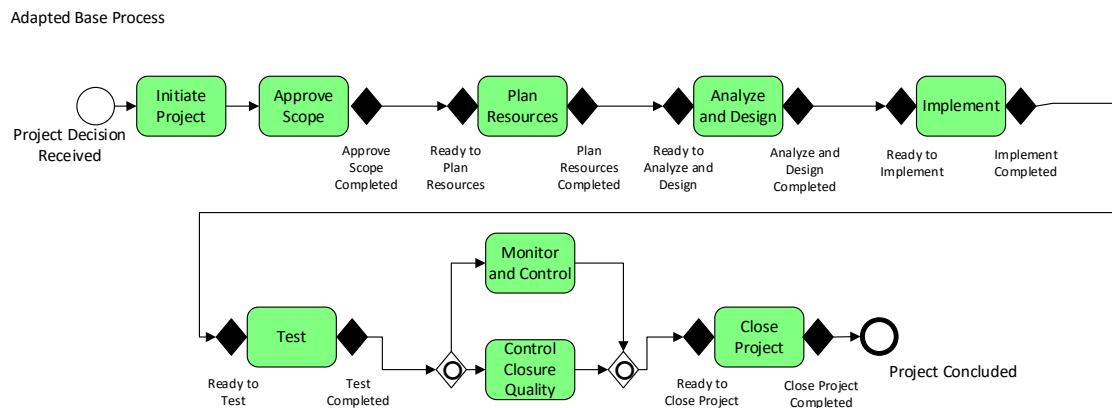 Adapted Base Process
Initiate
Project
Approve
Scope
Plan
Resources
Analyze
and Design
Implement
Project Decision
Received
Approve
Scope
Completed
Ready to
Plan
Resources
Plan
Resources
Completed
Ready to
Analyze and
Design
Analyze and
Design
Completed
Ready to
Implement
Implement
Completed
Monitor
and Control
Test
Control
Closure
Quality
Close
Project
Ready to
Test
Test
Completed
Ready to
Close Project
Close Project
Completed
Project Concluded